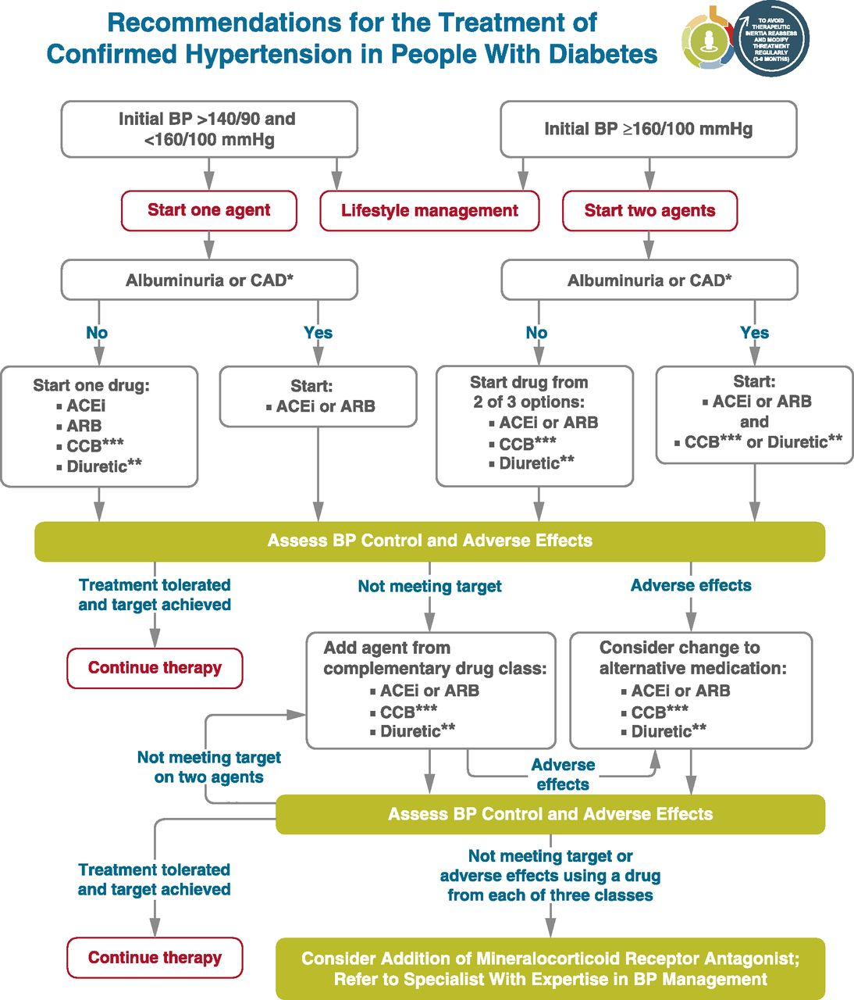 Recommendations for the Treatment of
Confirmed Hypertension in People With Diabetes
TO AVOID
THERAPEUTIC
INERTIA REASSESS
AND MODIFY
THREATMENT
REGULARLY
(3-6 MONTHS)
Initial BP >140/90 and
<160/100 mmHg
Initial BP ≥160/100 mmHg
Start one agent
Lifestyle management
Start two agents
Albuminuria or CAD*
Albuminuria or CAD*
No
Yes
No
Yes
Start one drug:
▪ ACEi
▪ ARB
▪ CCB***
▪ Diuretic**
Start:
▪ ACEi or ARB
Start drug from
2 of 3 options:
▪ ACEi or ARB
▪ CCB***
▪ Diuretic**
Start:
▪ ACEi or ARB
and
▪ CCB*** or Diuretic**
Assess BP Control and Adverse Effects
Treatment tolerated
and target achieved
Not meeting target
Adverse effects
Continue therapy
Add agent from
complementary drug class:
▪ ACEi or ARB
▪ CCB***
▪ Diuretic**
Consider change to
alternative medication:
▪ ACEi or ARB
▪ CCB***
▪ Diuretic**
Not meeting target
on two agents
Adverse
effects
Assess BP Control and Adverse Effects
Treatment tolerated
and target achieved
Not meeting target or
adverse effects using a drug
from each of three classes
Continue therapy
Consider Addition of Mineralocorticoid Receptor Antagonist;
Refer to Specialist With Expertise in BP Management